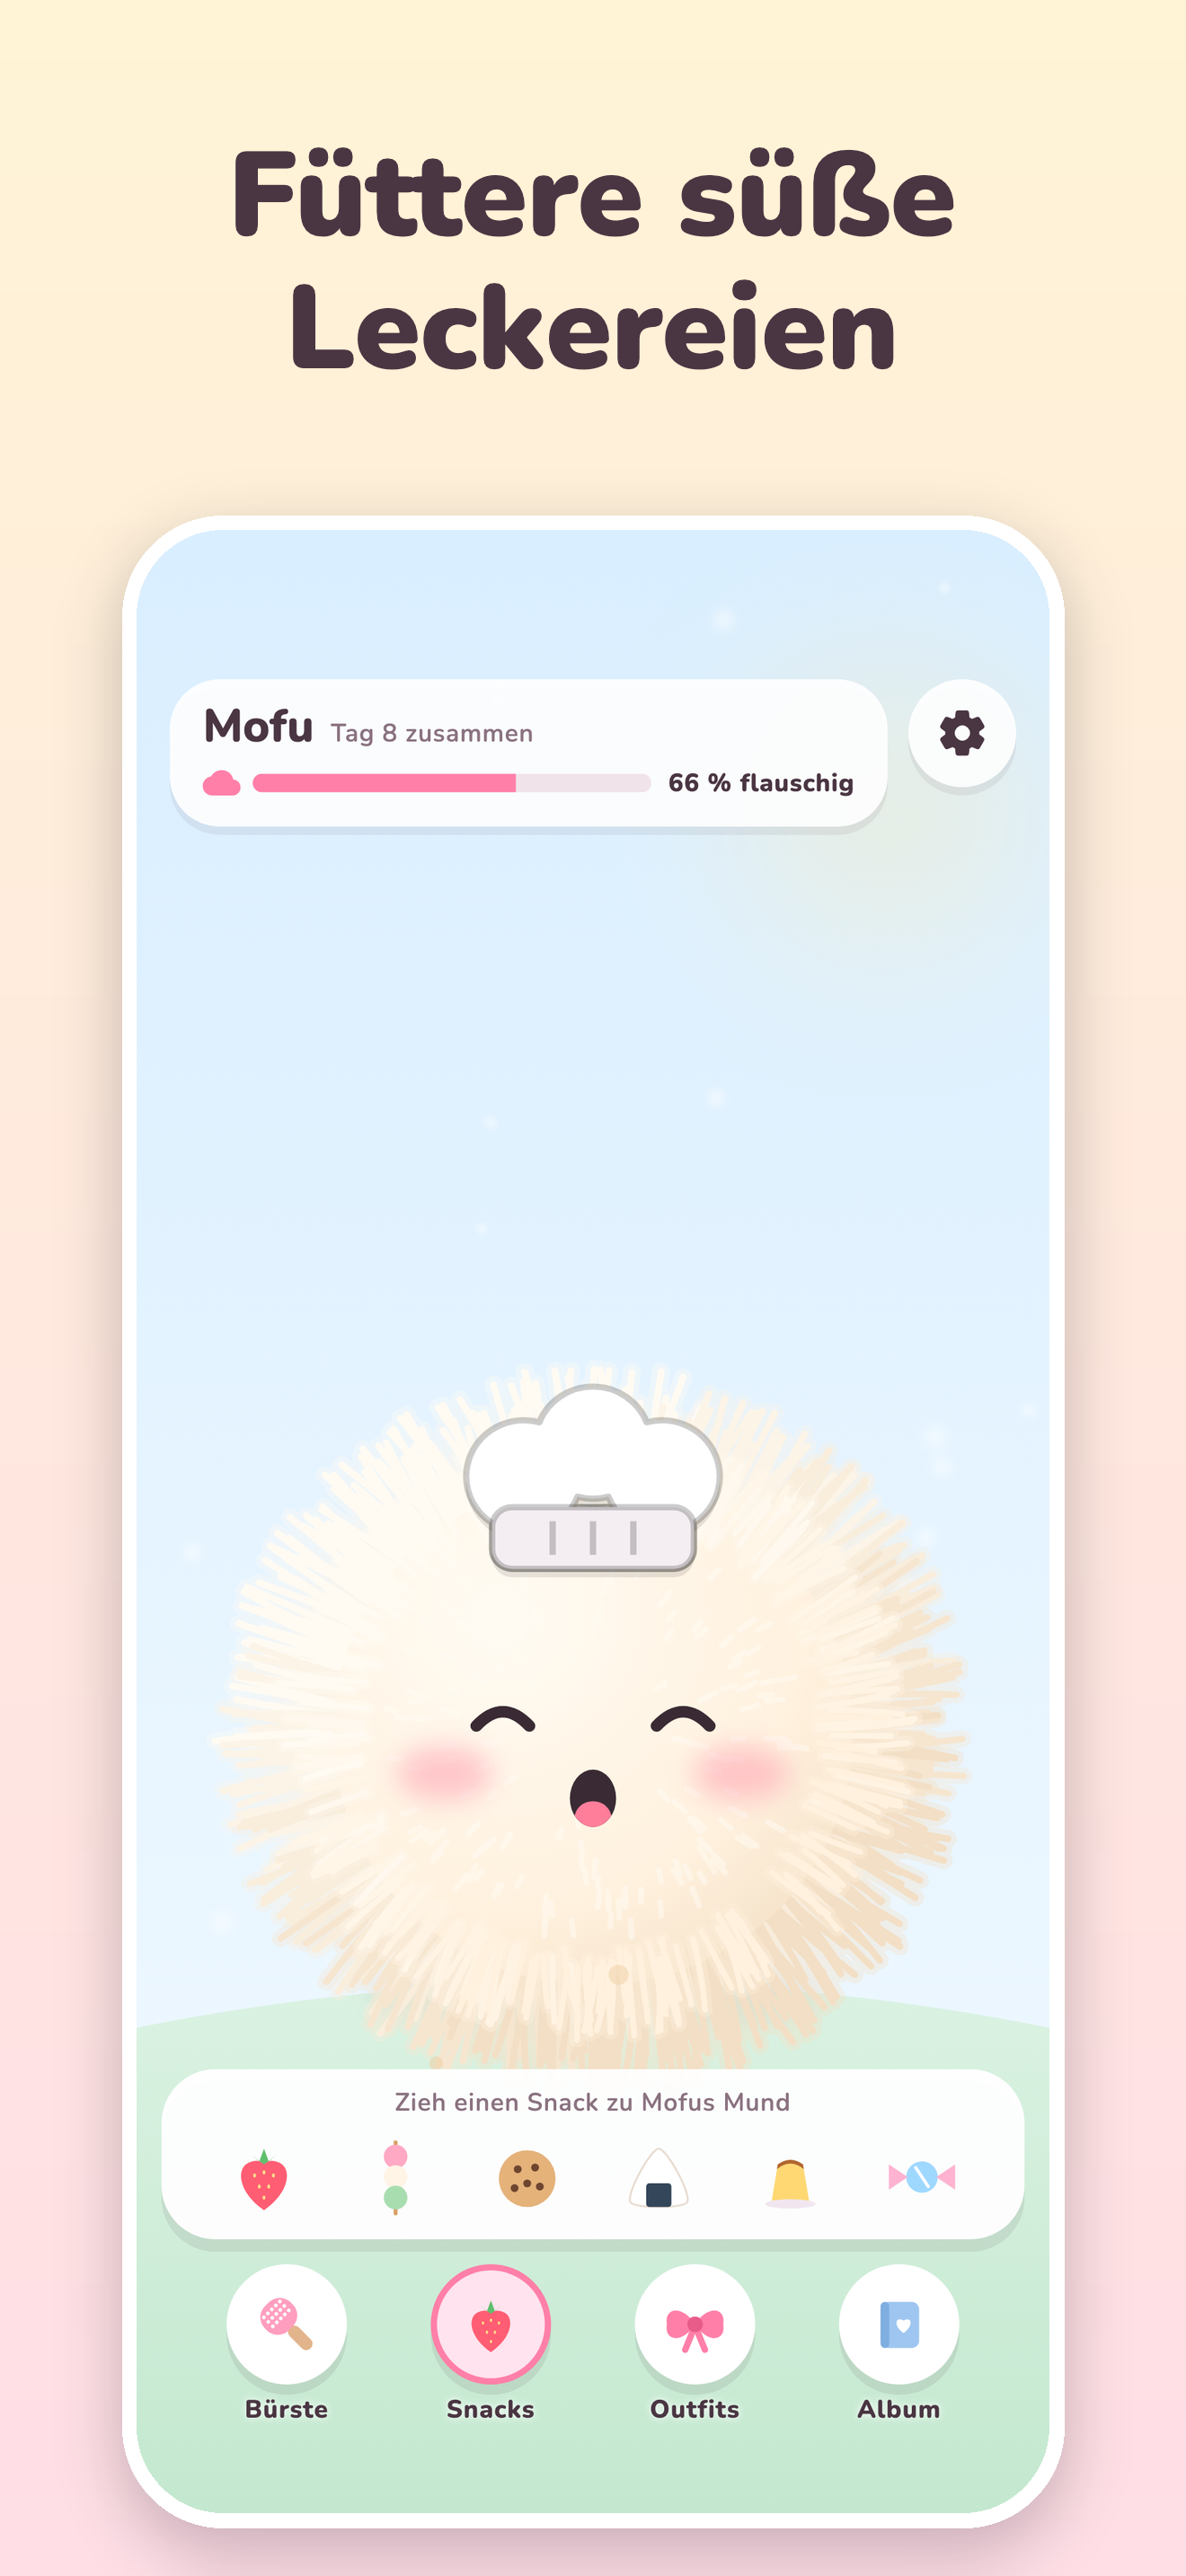 Füttere süße
Leckereien
Mofu Tag 8 zusammen
66 % flauschig
Zieh einen Snack zu Mofus Mund
Bürste Snacks Outfits Album